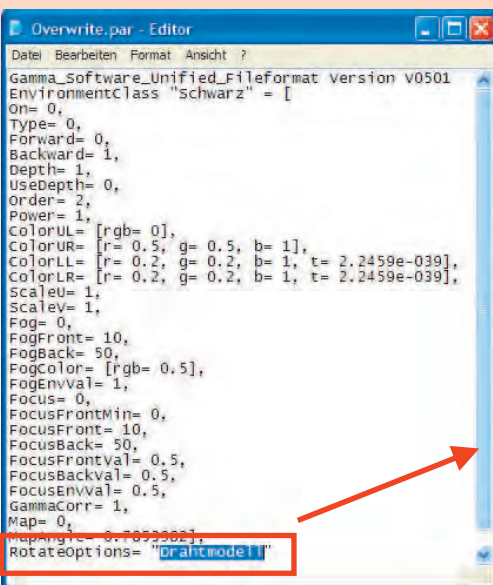 Overwrite.par - Editor
Datei Bearbeiten Format Ansicht ?
Gamma_Software_Unified_Fileformat Version V0501
EnvironmentClass "Schwarz" = [
On= 0,
Type= 0,
Forward= 0,
Backward= 1,
Depth= 1,
UseDepth= 0,
Order= 2,
Power= 1,
ColorUL= [rgb= 0],
ColorUR= [r= 0.5, g= 0.5, b= 1],
ColorLL= [r= 0.2, g= 0.2, b= 1, t= 2.2459e-039],
ColorLR= [r= 0.2, g= 0.2, b= 1, t= 2.2459e-039],
ScaleU= 1,
ScaleV= 1,
Fog= 0,
FogFront= 10,
FogBack= 50,
FogColor= [rgb= 0.5],
FogEnvVal= 1,
Focus= 0,
FocusFrontMin= 0,
FocusFront= 10,
FocusBack= 50,
FocusFrontVal= 0.5,
FocusBackVal= 0.5,
FocusEnvVal= 0.5,
GammaCorr= 1,
Map= 0,
MapAngle= 0.7853982],
RotateOptions= "Drahtmodell"